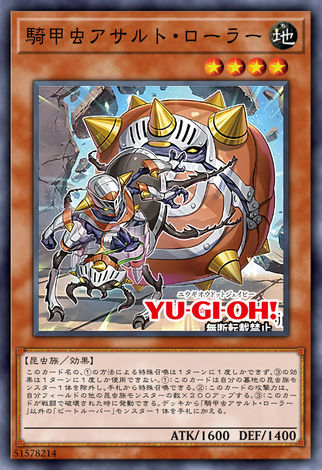 騎甲虫アサルト・ローラー
地
ニユウギオウドットジェイピー
YU-GI-OH!
無断転載禁止
【昆虫族／効果】
このカード名の、①の方法による特殊召喚は１ターンに１度しかできず、③の効
果は１ターンに１度しか使用できない。①：このカードは自分の墓地の昆虫族モ
ンスター１体を除外し、手札から特殊召喚できる。②：このカードの攻撃力は、
自分フィールドの他の昆虫族モンスターの数×２００アップする。③：このカー
ドが戦闘で破壊された時に発動できる。デッキから「騎甲虫アサルト・ローラー」
以外の「ビートルーパー」モンスター１体を手札に加える。
ATK/1600 DEF/1400
51578214